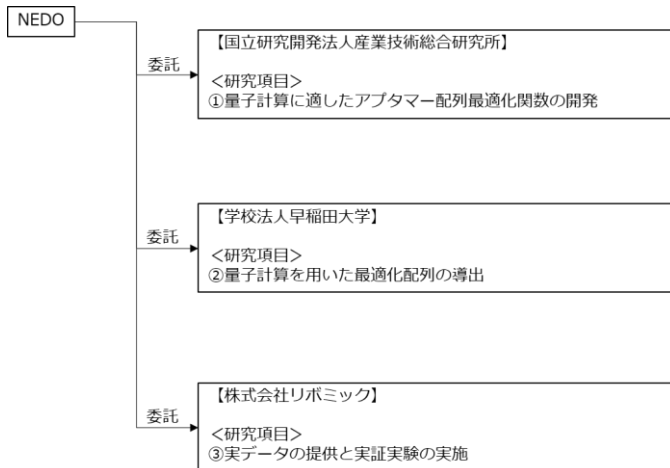 NEDO
委託
【国立研究開発法人産業技術総合研究所】
＜研究項目＞
①量子計算に適したアプタマー配列最適化関数の開発
委託
【学校法人早稲田大学】
＜研究項目＞
②量子計算を用いた最適化配列の導出
委託
【株式会社リボミック】
＜研究項目＞
③実データの提供と実証実験の実施